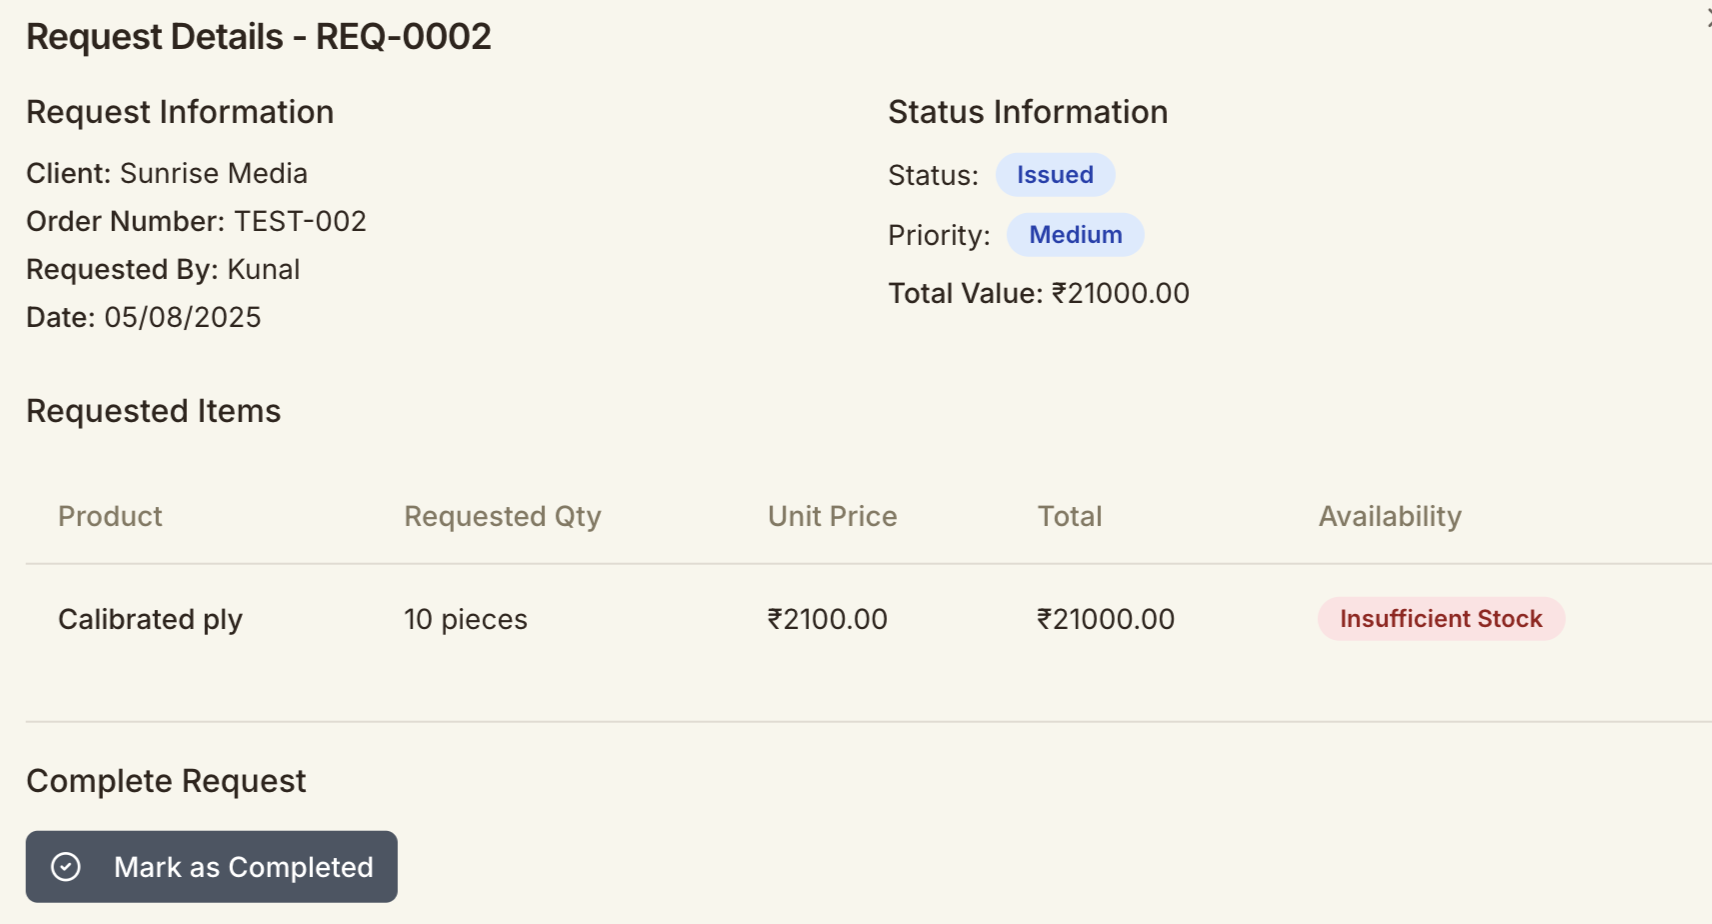 Request Details - REQ-0002
Request Information
Client: Sunrise Media
Order Number: TEST-002
Requested By: Kunal
Date: 05/08/2025
Status Information
Status: Issued
Priority: Medium
Total Value: ₹21000.00
Requested Items
Product Requested Qty Unit Price Total Availability
Calibrated ply 10 pieces ₹2100.00 ₹21000.00 Insufficient Stock
Complete Request
Mark as Completed